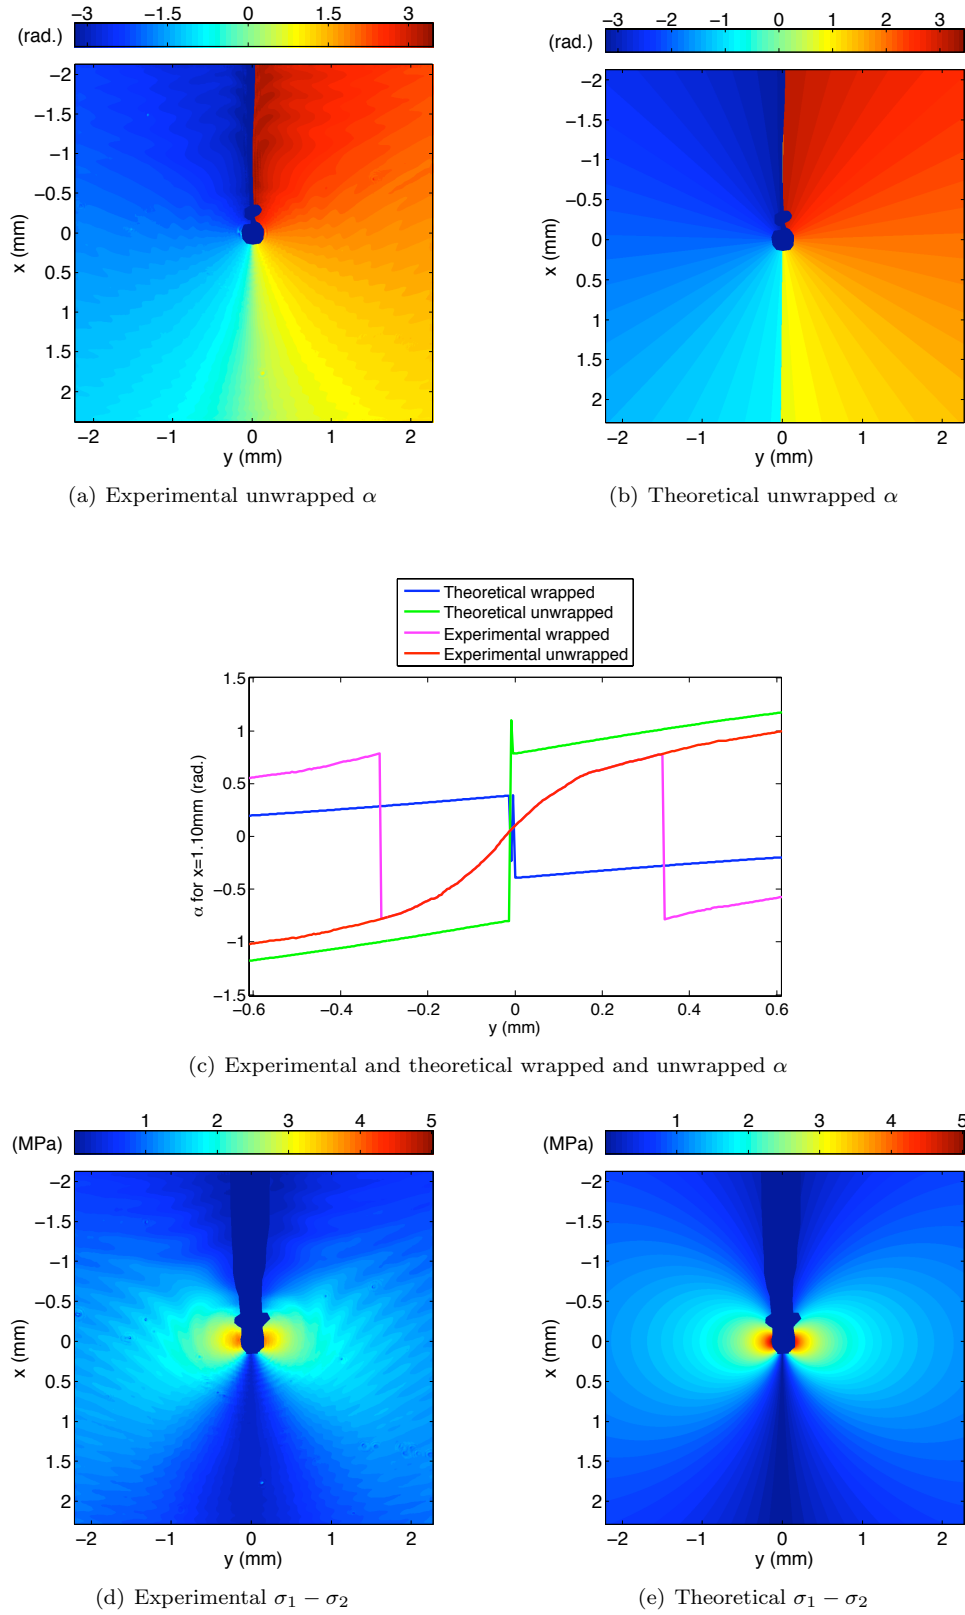 (rad.) −3 −1.5 0 1.5 3
(rad.) −3 −2 −1 0 1 2 3
x (mm)
−2
−1.5
−1
−0.5
0
0.5
1
1.5
2
−2 −1 0 1 2
y (mm)
x (mm)
−2
−1.5
−1
−0.5
0
0.5
1
1.5
2
−2 −1 0 1 2
y (mm)
(a) Experimental unwrapped α
(b) Theoretical unwrapped α
Theoretical wrapped
Theoretical unwrapped
Experimental wrapped
Experimental unwrapped
α for x=1.10mm (rad.)
1.5
1
0.5
0
−0.5
−1
−1.5
−0.6 −0.4 −0.2 0 0.2 0.4 0.6
y (mm)
(c) Experimental and theoretical wrapped and unwrapped α
(MPa) 1 2 3 4 5
(MPa) 1 2 3 4 5
x (mm)
−2
−1.5
−1
−0.5
0
0.5
1
1.5
2
−2 −1 0 1 2
y (mm)
x (mm)
−2
−1.5
−1
−0.5
0
0.5
1
1.5
2
−2 −1 0 1 2
y (mm)
(d) Experimental σ1 − σ2
(e) Theoretical σ1 − σ2